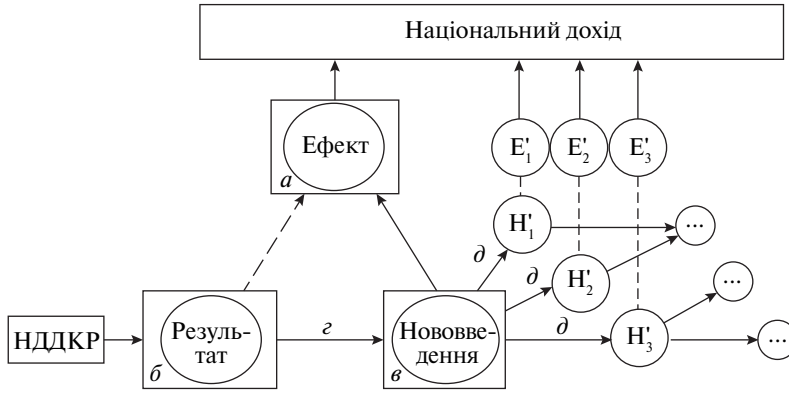 Національний дохід
Ефект
а
E'₁
E'₂
E'₃
Н'₁
...
д
д
Н'₂
...
НДДКР
Резуль-
тат
б
г
Нововве-
дення
в
д
Н'₃
...